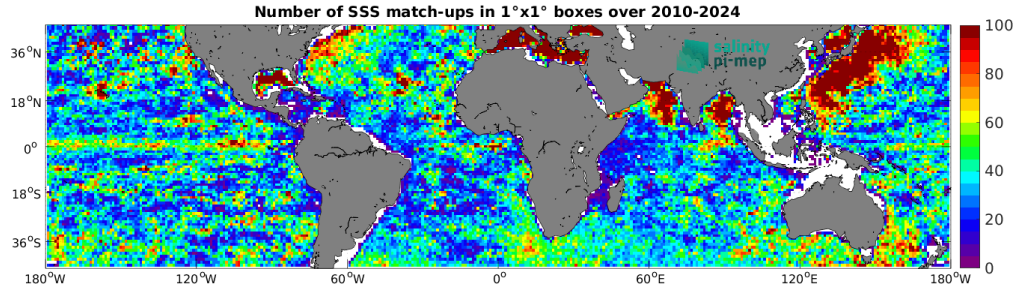 Number of SSS match-ups in 1°x1° boxes over 2010-2024
36°N
18°N
0°
18°S
36°S
180°W
120°W
60°W
0°
60°E
120°E
180°W
salinity
pi-mep
100
80
60
40
20
0